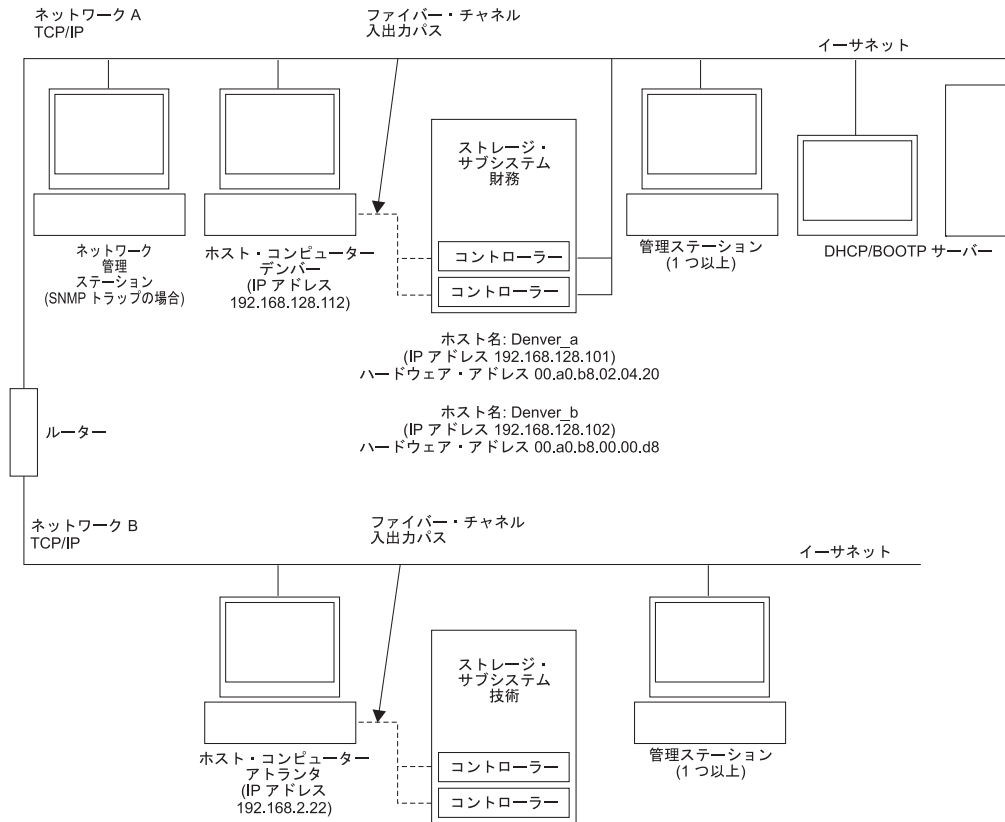 ネットワーク A
TCP/IP
ファイバー・チャネル
入出力パス
イーサネット
ストレージ・
サブシステム
財務
コントローラー
コントローラー
ネットワーク
管理
ステーション
(SNMP トラップの場合)
ホスト・コンピューター
デンバー
(IP アドレス
192.168.128.112)
管理ステーション
(1 つ以上)
DHCP/BOOTP サーバー
ホスト名: Denver_a
(IP アドレス 192.168.128.101)
ハードウェア・アドレス 00.a0.b8.02.04.20
ホスト名: Denver_b
(IP アドレス 192.168.128.102)
ハードウェア・アドレス 00.a0.b8.00.00.d8
ルーター
ネットワーク B
TCP/IP
ファイバー・チャネル
入出力パス
イーサネット
ストレージ・
サブシステム
技術
コントローラー
コントローラー
ホスト・コンピューター
アトランタ
(IP アドレス
192.168.2.22)
管理ステーション
(1 つ以上)